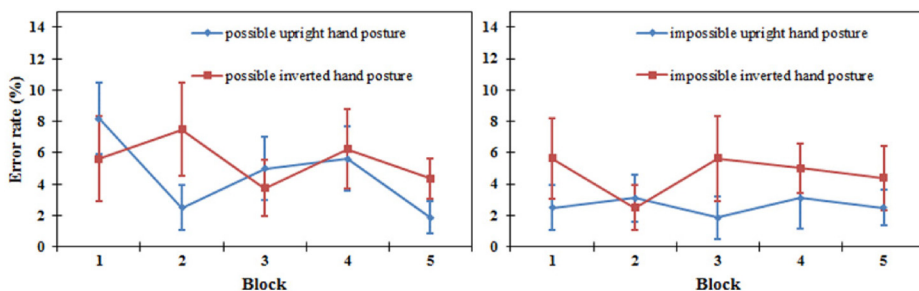 14
12
10
8
6
4
2
0
Error rate (%)
possible upright hand posture
possible inverted hand posture
1 2 3 4 5
Block
14
12
10
8
6
4
2
0
impossible upright hand posture
impossible inverted hand posture
1 2 3 4 5
Block